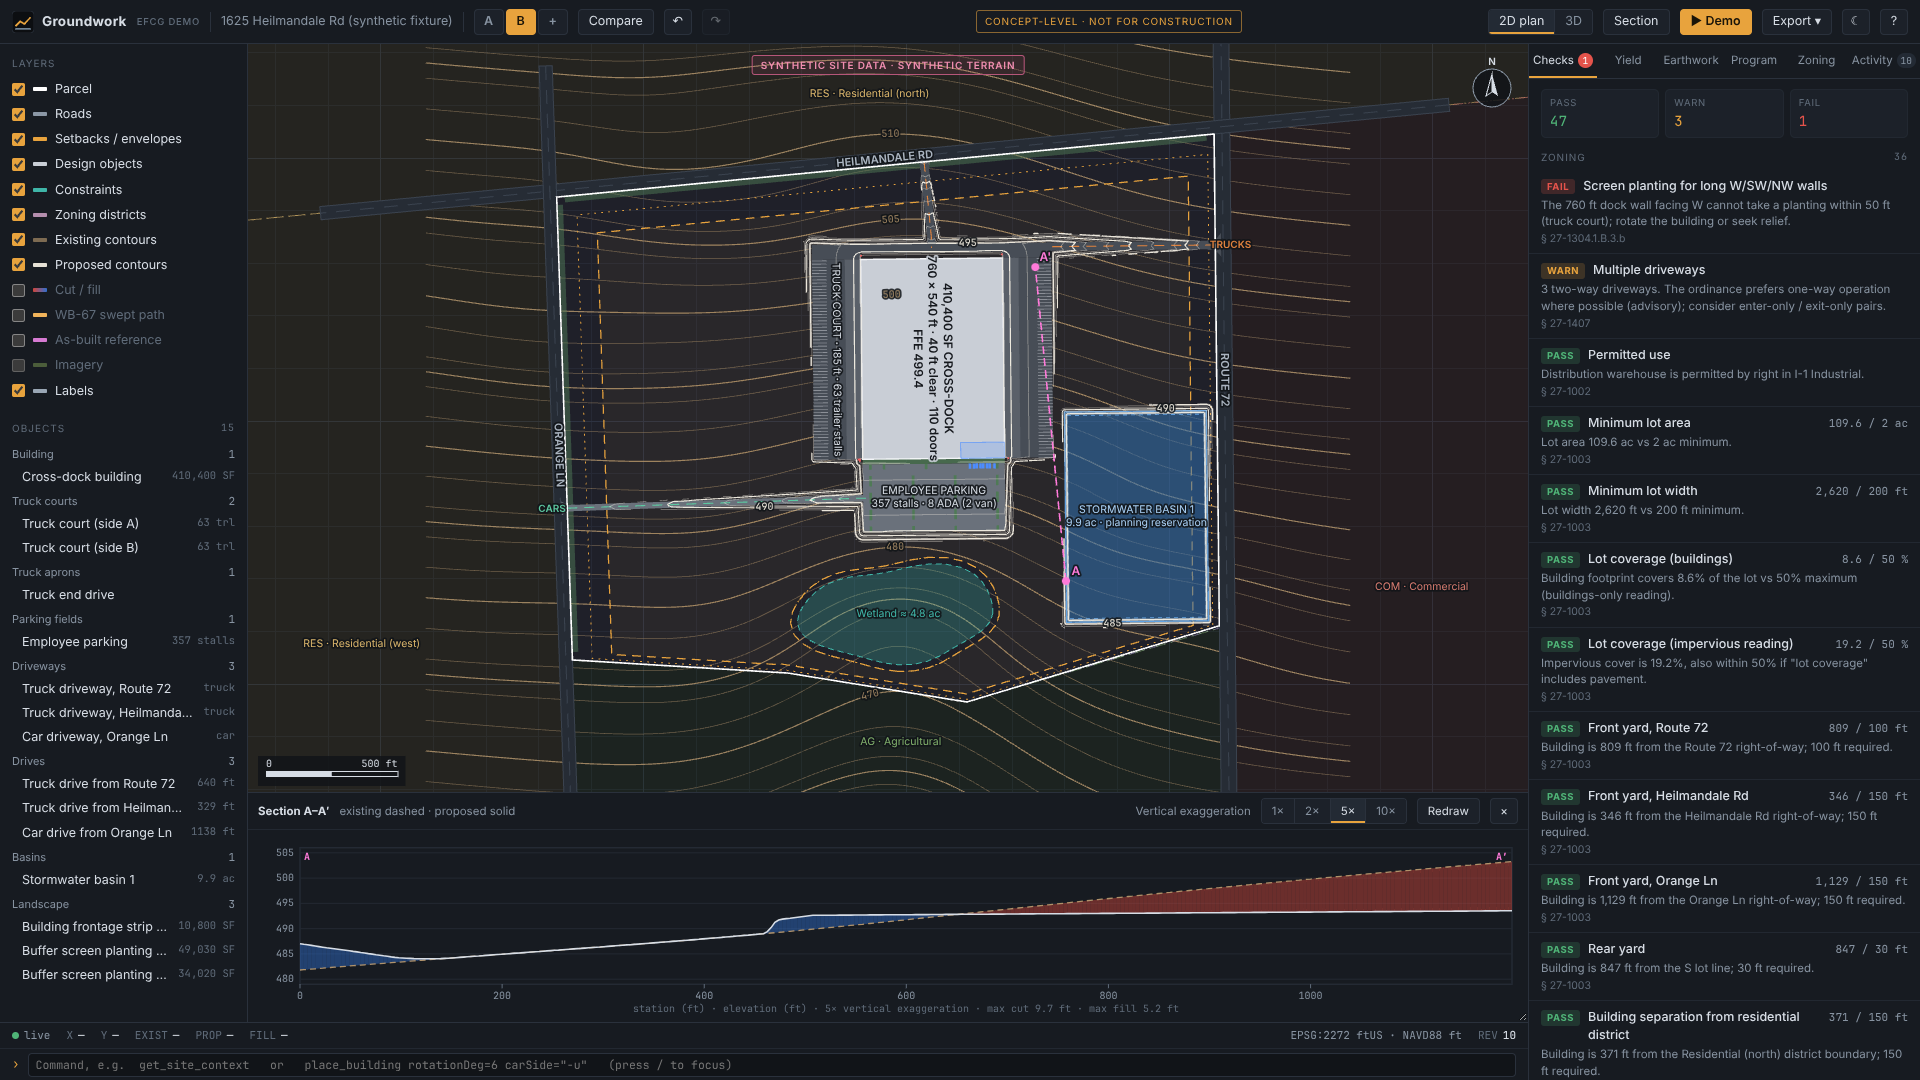 Groundwork EFCG DEMO 1625 Heilmandale Rd (synthetic fixture) A B + Compare ↶ ↷ CONCEPT-LEVEL · NOT FOR CONSTRUCTION 2D plan 3D Section ▶ Demo Export ▾ ☾ ?
LAYERS
Parcel
Roads
Setbacks / envelopes
Design objects
Constraints
Zoning districts
Existing contours
Proposed contours
Cut / fill
WB-67 swept path
As-built reference
Imagery
Labels
OBJECTS 15
Building 1
Cross-dock building 410,400 SF
Truck courts 2
Truck court (side A) 63 trl
Truck court (side B) 63 trl
Truck aprons 1
Truck end drive
Parking fields 1
Employee parking 357 stalls
Driveways 3
Truck driveway, Route 72 truck
Truck driveway, Heilmanda... truck
Car driveway, Orange Ln car
Drives 3
Truck drive from Route 72 640 ft
Truck drive from Heilman... 329 ft
Car drive from Orange Ln 1138 ft
Basins 1
Stormwater basin 1 9.9 ac
Landscape 3
Building frontage strip ... 10,800 SF
Buffer screen planting ... 49,030 SF
Buffer screen planting ... 34,020 SF
SYNTHETIC SITE DATA · SYNTHETIC TERRAIN
N
RES · Residential (north)
510
HEILMANDALE RD
505
495
TRUCKS
A'
500
TRUCK COURT · 185 ft · 63 trailer stalls
410,400 SF CROSS-DOCK
760 × 540 ft · 40 ft clear · 110 doors
FFE 499.4
ROUTE 72
ORANGE LN
490
EMPLOYEE PARKING
357 stalls · 8 ADA (2 van)
CARS
490
STORMWATER BASIN 1
9.9 ac · planning reservation
480
A
COM · Commercial
Wetland ≈ 4.8 ac
485
RES · Residential (west)
470
AG · Agricultural
0 500 ft
Section A–A' existing dashed · proposed solid Vertical exaggeration 1× 2× 5× 10× Redraw ×
A A'
505
500
495
490
485
480
0 200 400 600 800 1000
station (ft) · elevation (ft) · 5× vertical exaggeration · max cut 9.7 ft · max fill 5.2 ft
live X — Y — EXIST — PROP — FILL — EPSG:2272 ftUS · NAVD88 ft REV 10
› Command, e.g. get_site_context or place_building rotationDeg=6 carSide="-u" (press / to focus)
Checks 1 Yield Earthwork Program Zoning Activity 10
PASS WARN FAIL
47 3 1
ZONING 36
FAIL Screen planting for long W/SW/NW walls
The 760 ft dock wall facing W cannot take a planting within 50 ft
(truck court); rotate the building or seek relief.
§ 27-1304.1.B.3.b
WARN Multiple driveways
3 two-way driveways. The ordinance prefers one-way operation
where possible (advisory); consider enter-only / exit-only pairs.
§ 27-1407
PASS Permitted use
Distribution warehouse is permitted by right in I-1 Industrial.
§ 27-1002
PASS Minimum lot area 109.6 / 2 ac
Lot area 109.6 ac vs 2 ac minimum.
§ 27-1003
PASS Minimum lot width 2,620 / 200 ft
Lot width 2,620 ft vs 200 ft minimum.
§ 27-1003
PASS Lot coverage (buildings) 8.6 / 50 %
Building footprint covers 8.6% of the lot vs 50% maximum
(buildings-only reading).
§ 27-1003
PASS Lot coverage (impervious reading) 19.2 / 50 %
Impervious cover is 19.2%, also within 50% if "lot coverage"
includes pavement.
§ 27-1003
PASS Front yard, Route 72 809 / 100 ft
Building is 809 ft from the Route 72 right-of-way; 100 ft required.
§ 27-1003
PASS Front yard, Heilmandale Rd 346 / 150 ft
Building is 346 ft from the Heilmandale Rd right-of-way; 150 ft
required.
§ 27-1003
PASS Front yard, Orange Ln 1,129 / 150 ft
Building is 1,129 ft from the Orange Ln right-of-way; 150 ft required.
§ 27-1003
PASS Rear yard 847 / 30 ft
Building is 847 ft from the S lot line; 30 ft required.
§ 27-1003
PASS Building separation from residential 371 / 150 ft
district
Building is 371 ft from the Residential (north) district boundary; 150
ft required.